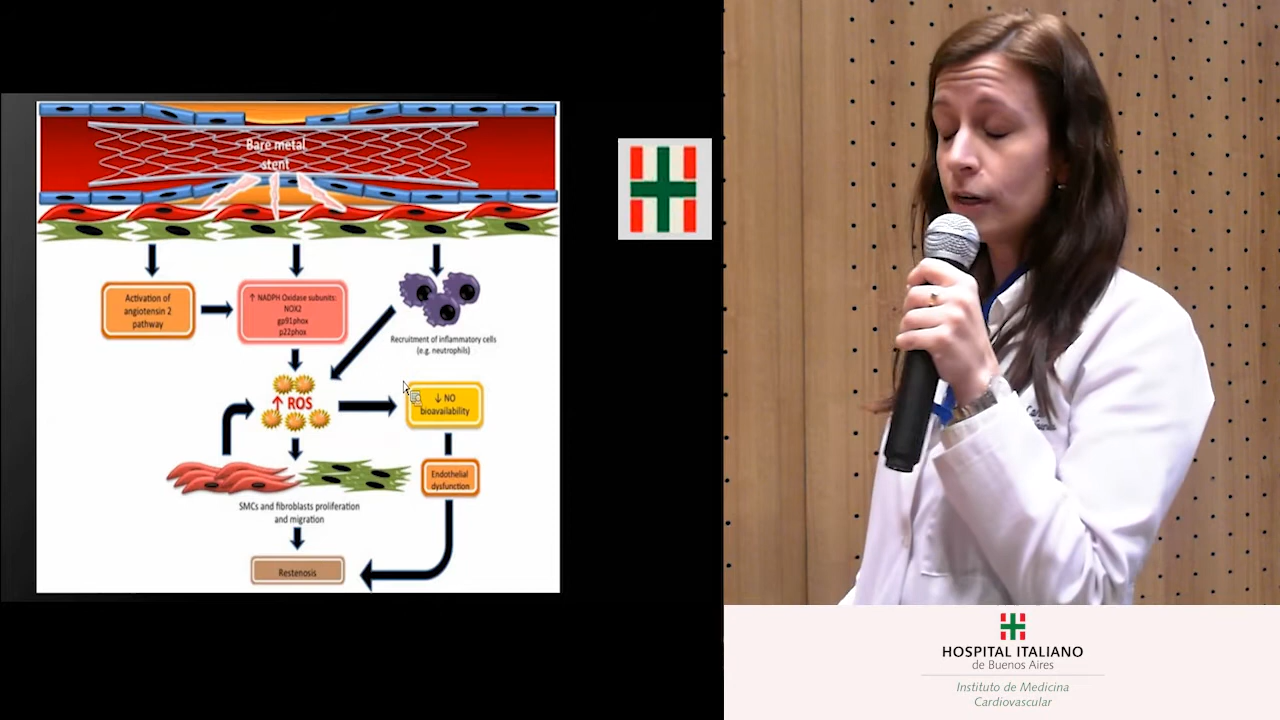 Bare metal
stent
Activation of
angiotensin 2
pathway
↑ NADPH Oxidase subunits:
NOX2
gp91phox
p22phox
Recruitment of inflammatory cells
(e.g. neutrophils)
↑ ROS
↓ NO
bioavailability
Endothelial
dysfunction
SMCs and fibroblasts proliferation
and migration
Restenosis
HOSPITAL ITALIANO
de Buenos Aires
Instituto de Medicina
Cardiovascular